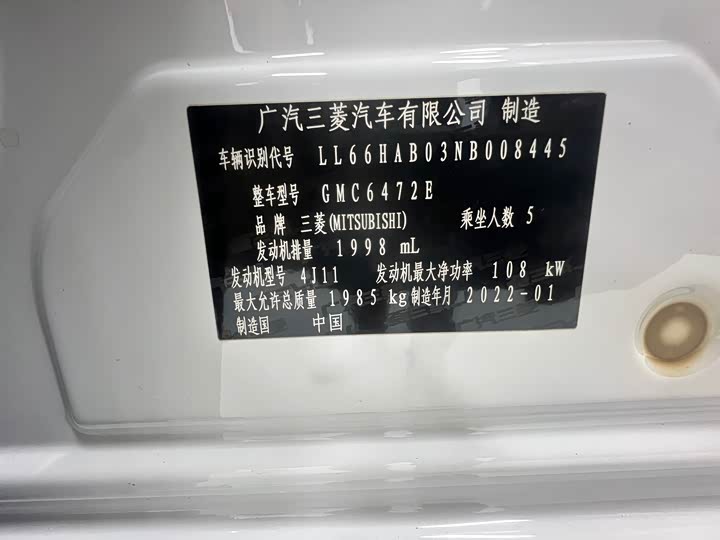 广汽三菱汽车有限公司 制造
车辆识别代号 LL66HAB03NB008445
整车型号 GMC6472E
品 牌 三菱(MITSUBISHI) 乘坐人数 5
发动机排量 1998 mL
发动机型号 4J11 发动机最大净功率 108 kW
最大允许总质量 1985 kg 制造年月 2022-01
制造国 中国
广汽三菱